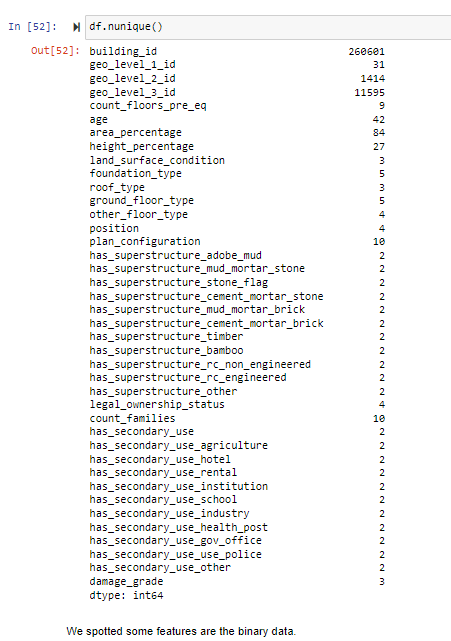 In [52]: df.nunique()
Out[52]: building_id 260601
geo_level_1_id 31
geo_level_2_id 1414
geo_level_3_id 11595
count_floors_pre_eq 9
age 42
area_percentage 84
height_percentage 27
land_surface_condition 3
foundation_type 5
roof_type 3
ground_floor_type 5
other_floor_type 4
position 4
plan_configuration 10
has_superstructure_adobe_mud 2
has_superstructure_mud_mortar_stone 2
has_superstructure_stone_flag 2
has_superstructure_cement_mortar_stone 2
has_superstructure_mud_mortar_brick 2
has_superstructure_cement_mortar_brick 2
has_superstructure_timber 2
has_superstructure_bamboo 2
has_superstructure_rc_non_engineered 2
has_superstructure_rc_engineered 2
has_superstructure_other 2
legal_ownership_status 4
count_families 10
has_secondary_use 2
has_secondary_use_agriculture 2
has_secondary_use_hotel 2
has_secondary_use_rental 2
has_secondary_use_institution 2
has_secondary_use_school 2
has_secondary_use_industry 2
has_secondary_use_health_post 2
has_secondary_use_gov_office 2
has_secondary_use_use_police 2
has_secondary_use_other 2
damage_grade 3
dtype: int64
We spotted some features are the binary data.